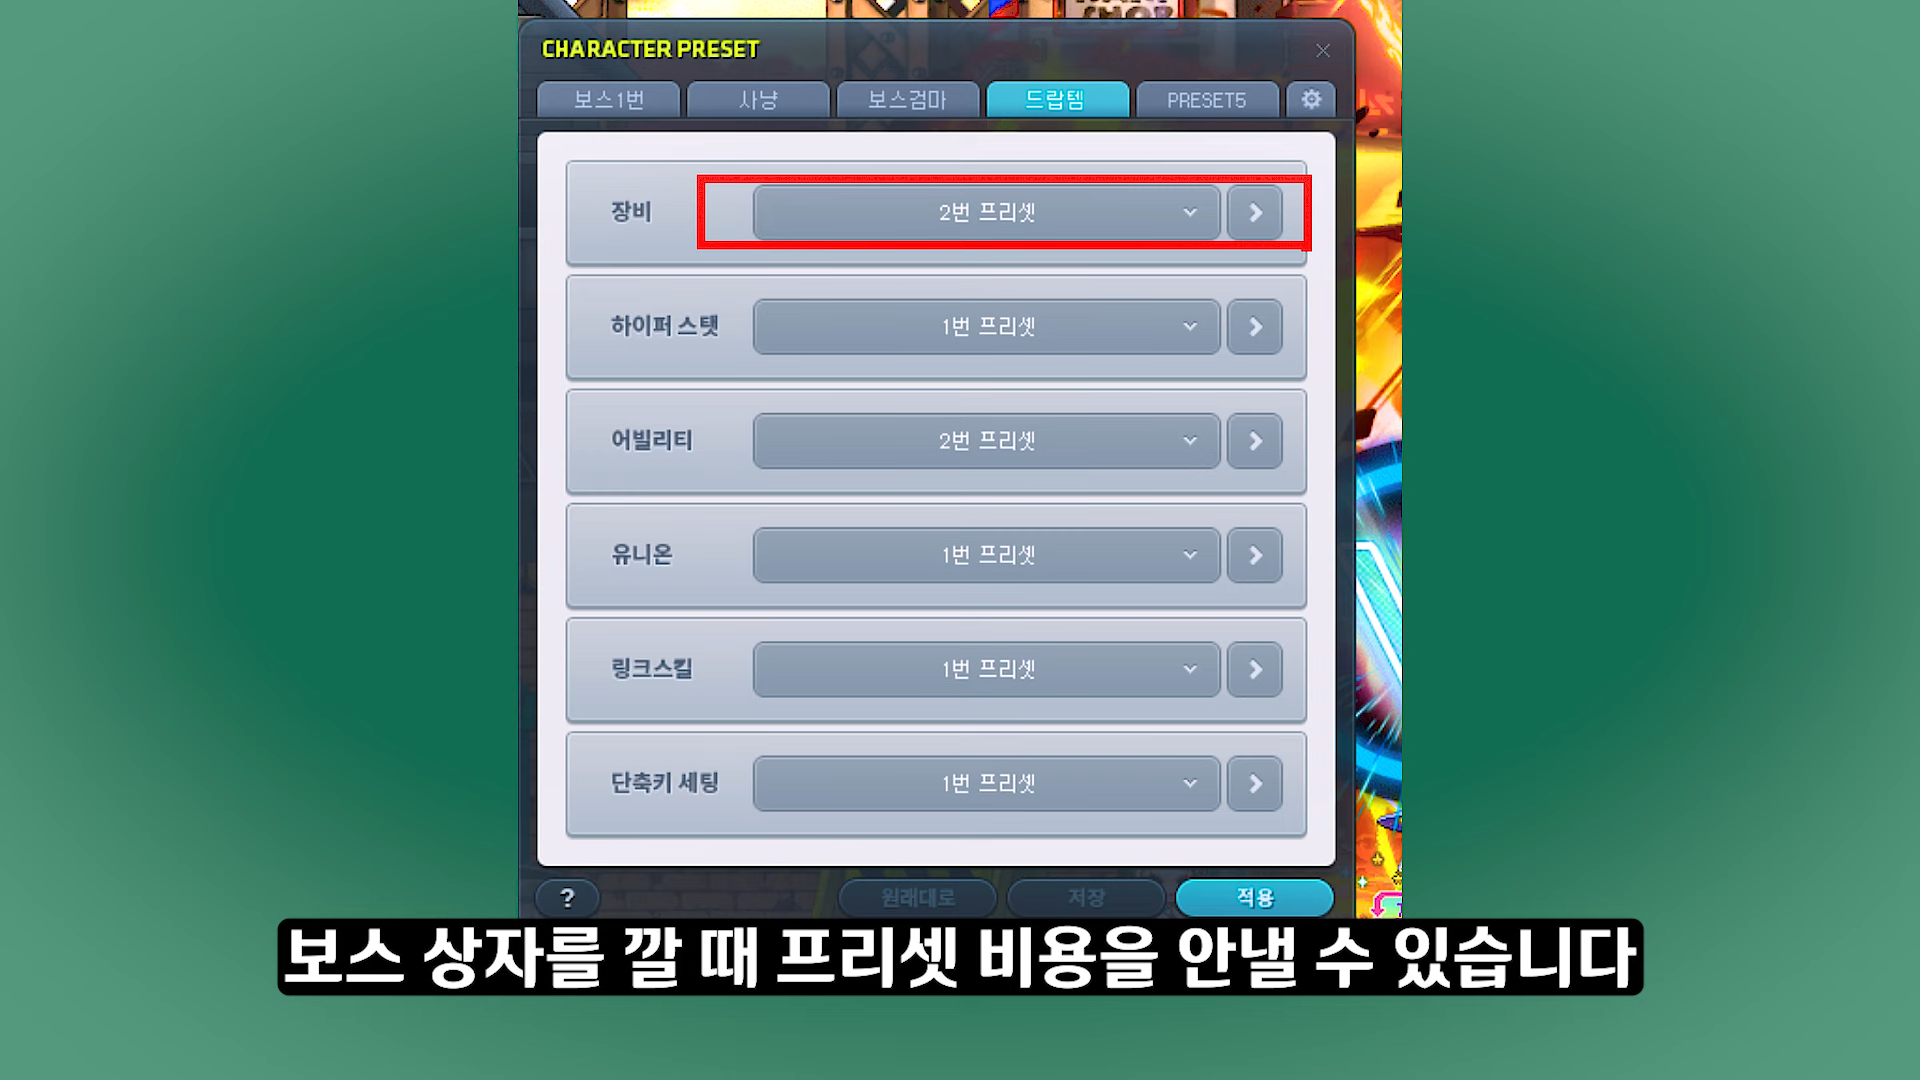 CHARACTER PRESET
보스1번 사냥 보스검마 드랍템 PRESET5
장비 2번 프리셋
하이퍼 스탯 1번 프리셋
어빌리티 2번 프리셋
유니온 1번 프리셋
링크스킬 1번 프리셋
단축키 세팅 1번 프리셋
? 원래대로 저장 적용
보스 상자를 깔 때 프리셋 비용을 안낼 수 있습니다